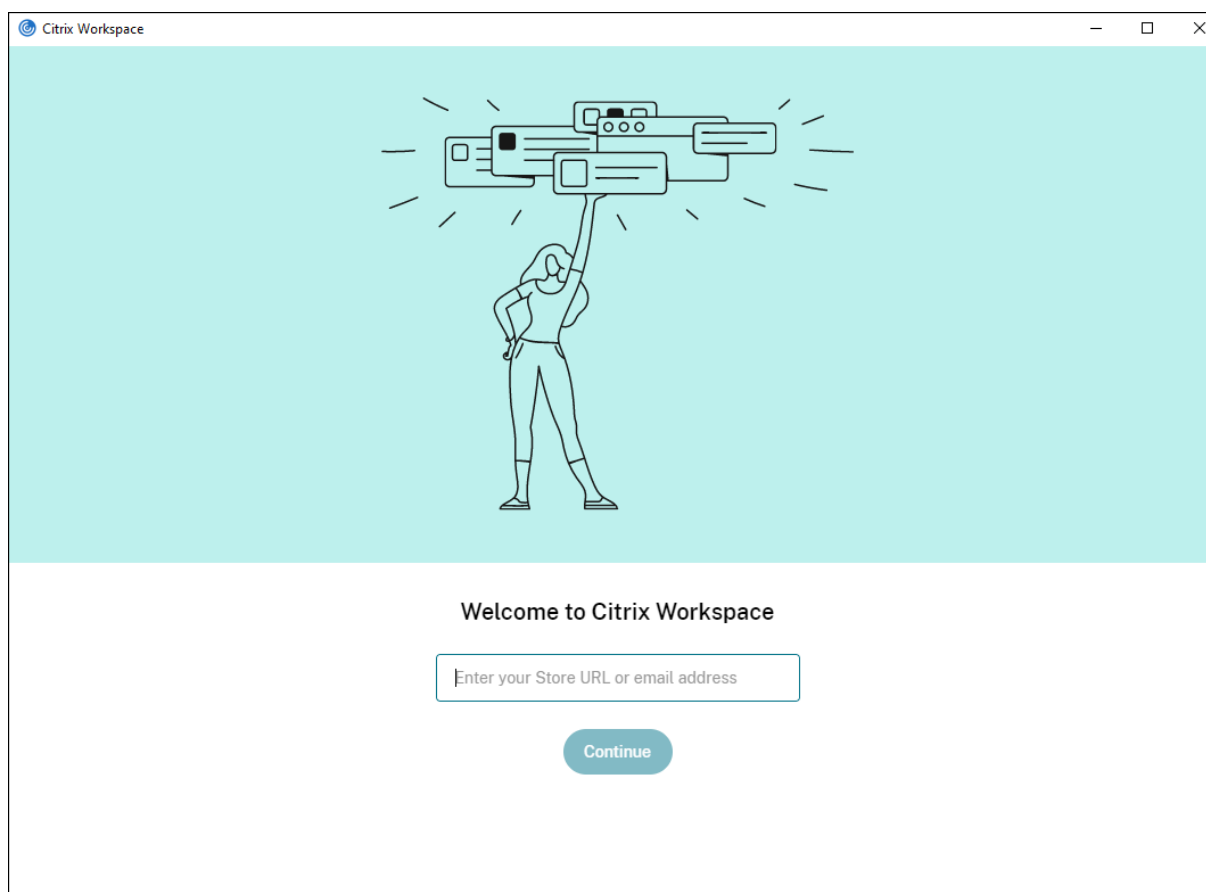 Citrix Workspace
Welcome to Citrix Workspace
Enter your Store URL or email address
Continue